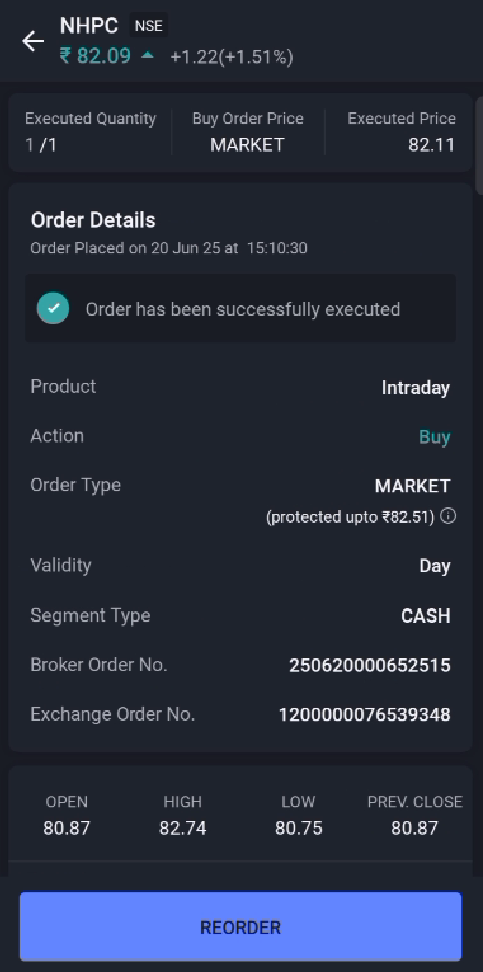 NHPC NSE
₹ 82.09 ▲ +1.22(+1.51%)
Executed Quantity Buy Order Price Executed Price
1 /1 MARKET 82.11
Order Details
Order Placed on 20 Jun 25 at 15:10:30
Order has been successfully executed
Product Intraday
Action Buy
Order Type MARKET
(protected upto ₹82.51)
Validity Day
Segment Type CASH
Broker Order No. 250620000652515
Exchange Order No. 1200000076539348
OPEN HIGH LOW PREV. CLOSE
80.87 82.74 80.75 80.87
REORDER